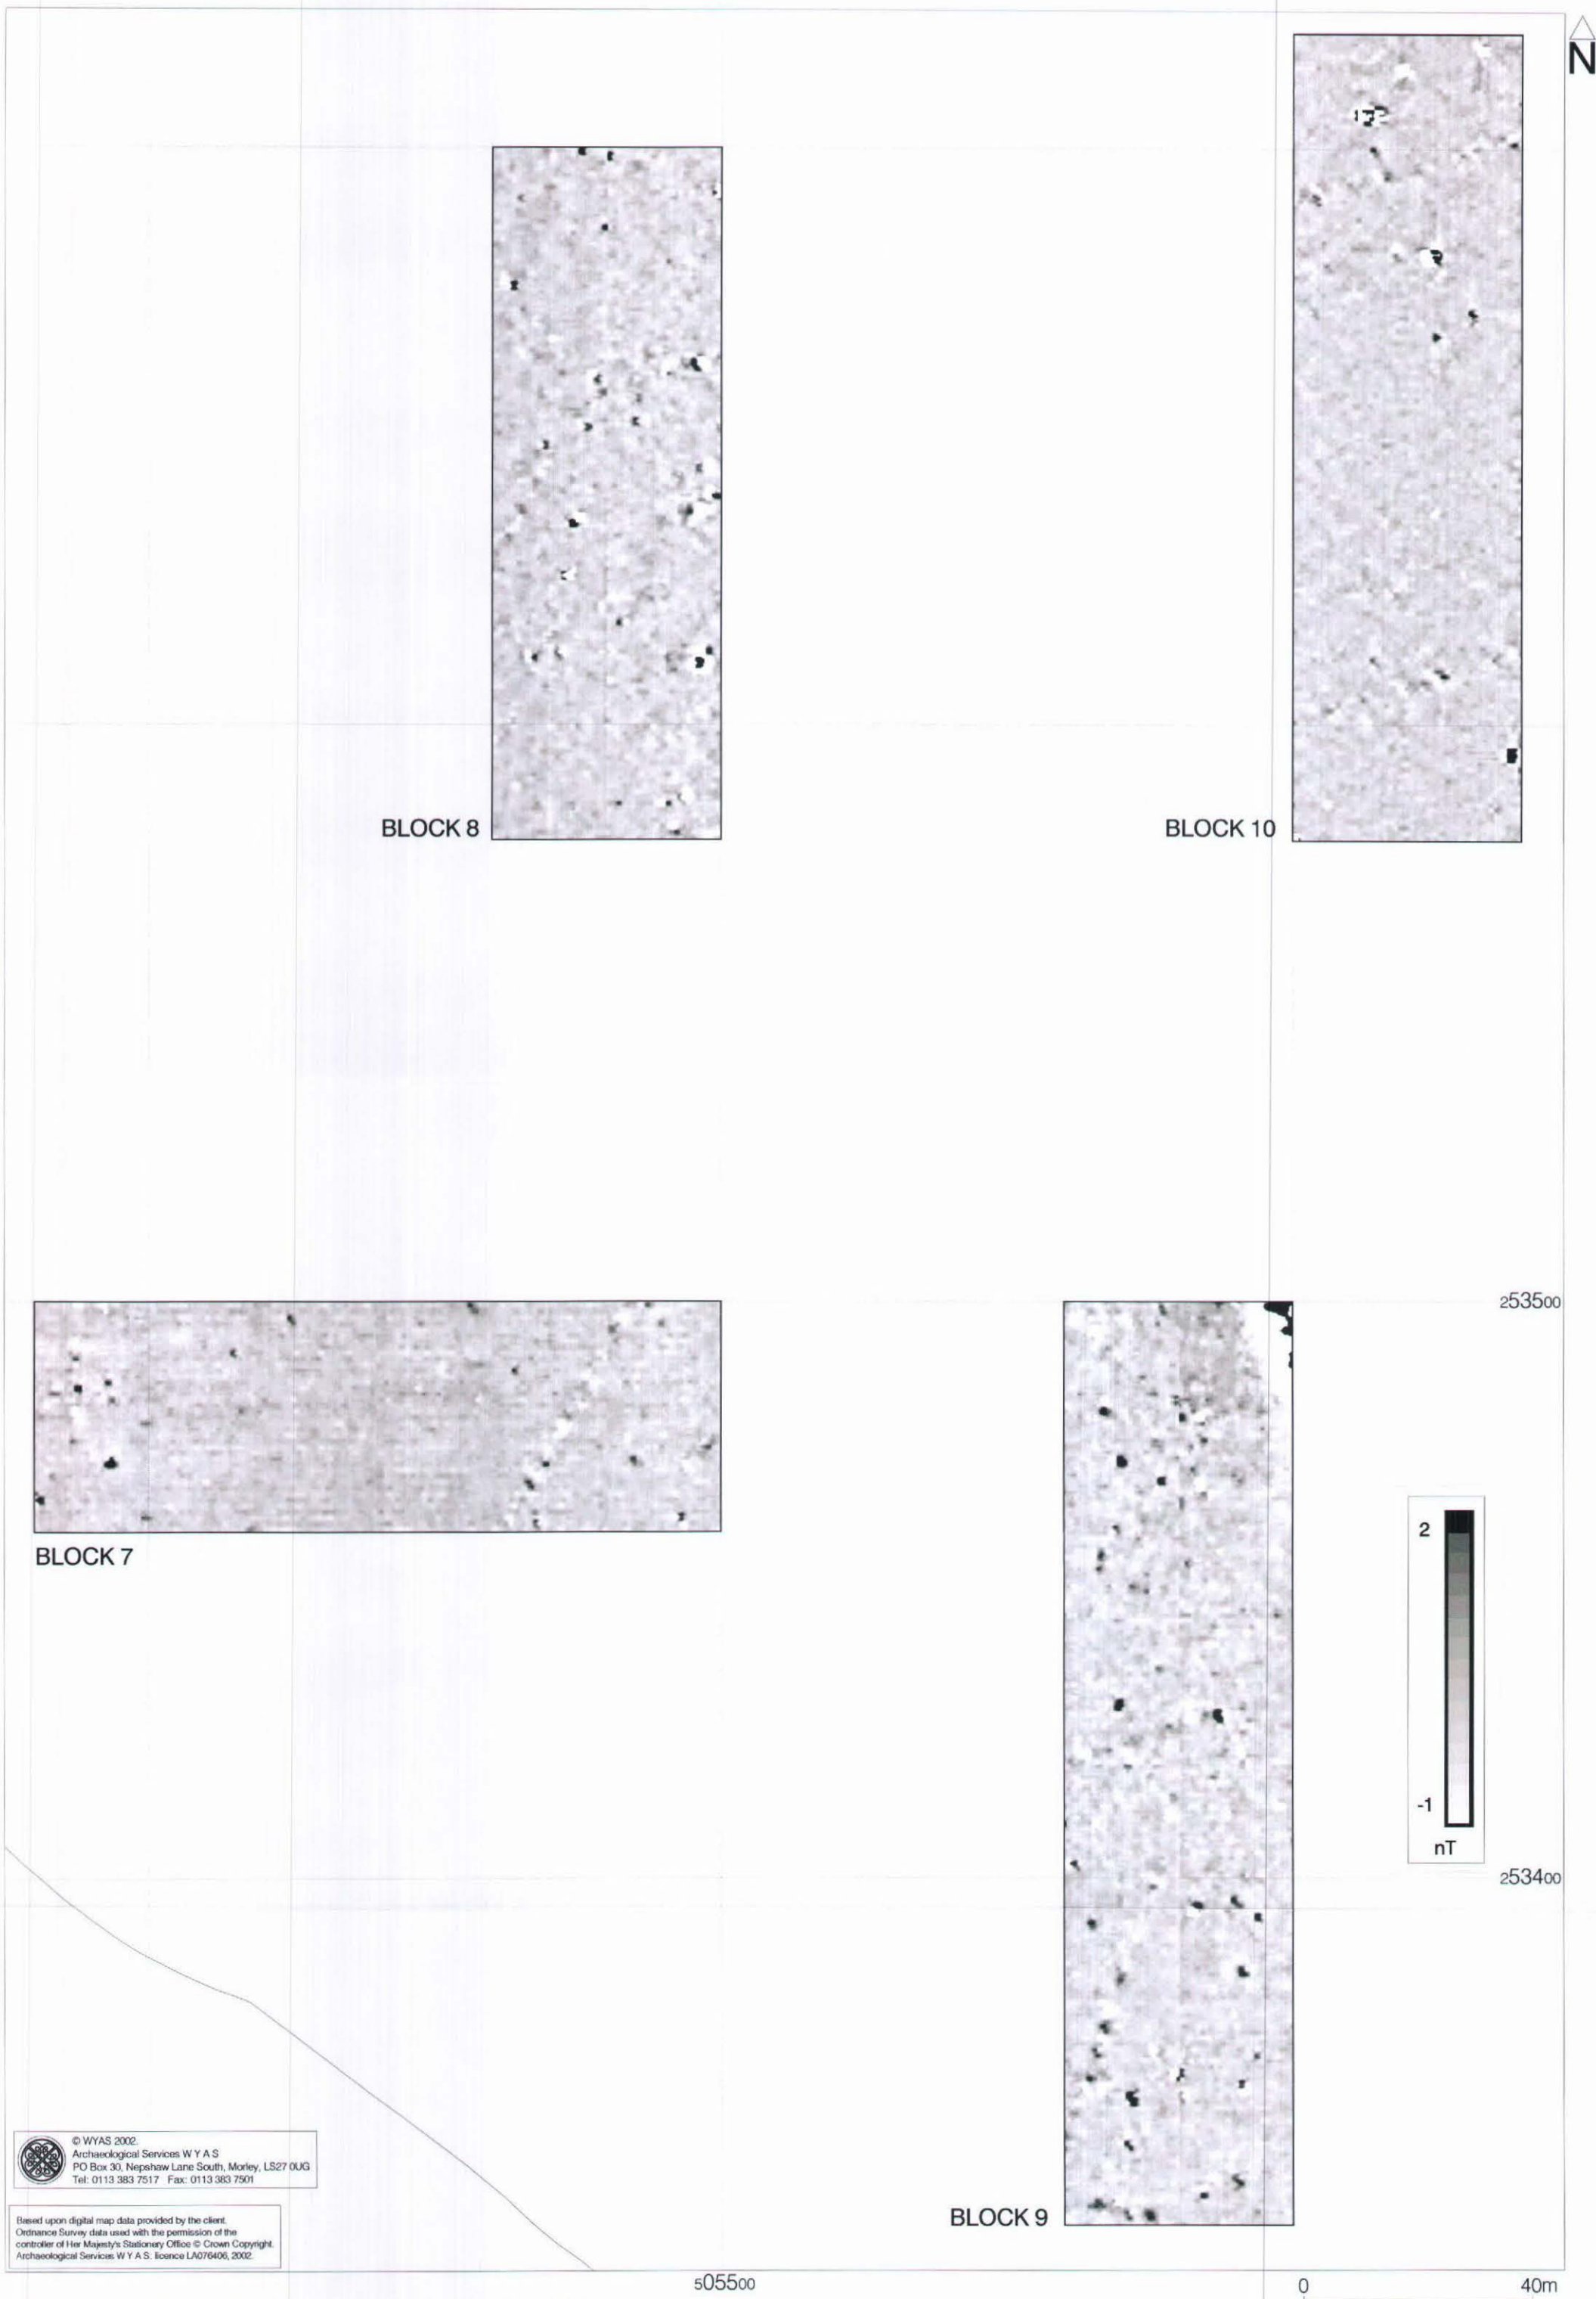 N
BLOCK 8
BLOCK 10
253500
BLOCK 7
2
-1
nT
253400
© WYAS 2002.
Archaeological Services W Y A S
PO Box 30, Nepshaw Lane South, Morley, LS27 0UG
Tel: 0113 383 7517 Fax: 0113 383 7501
BLOCK 9
Based upon digital map data provided by the client.
Ordnance Survey data used with the permission of the
controller of Her Majesty's Stationery Office © Crown Copyright.
Archaeological Services W Y A S: licence LA076406, 2002.
505500
0
40m